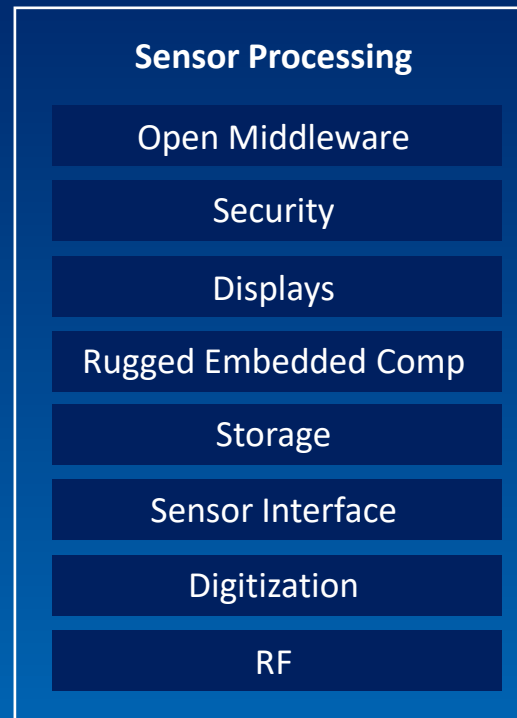 Sensor Processing
Open Middleware
Security
Displays
Rugged Embedded Comp
Storage
Sensor Interface
Digitization
RF